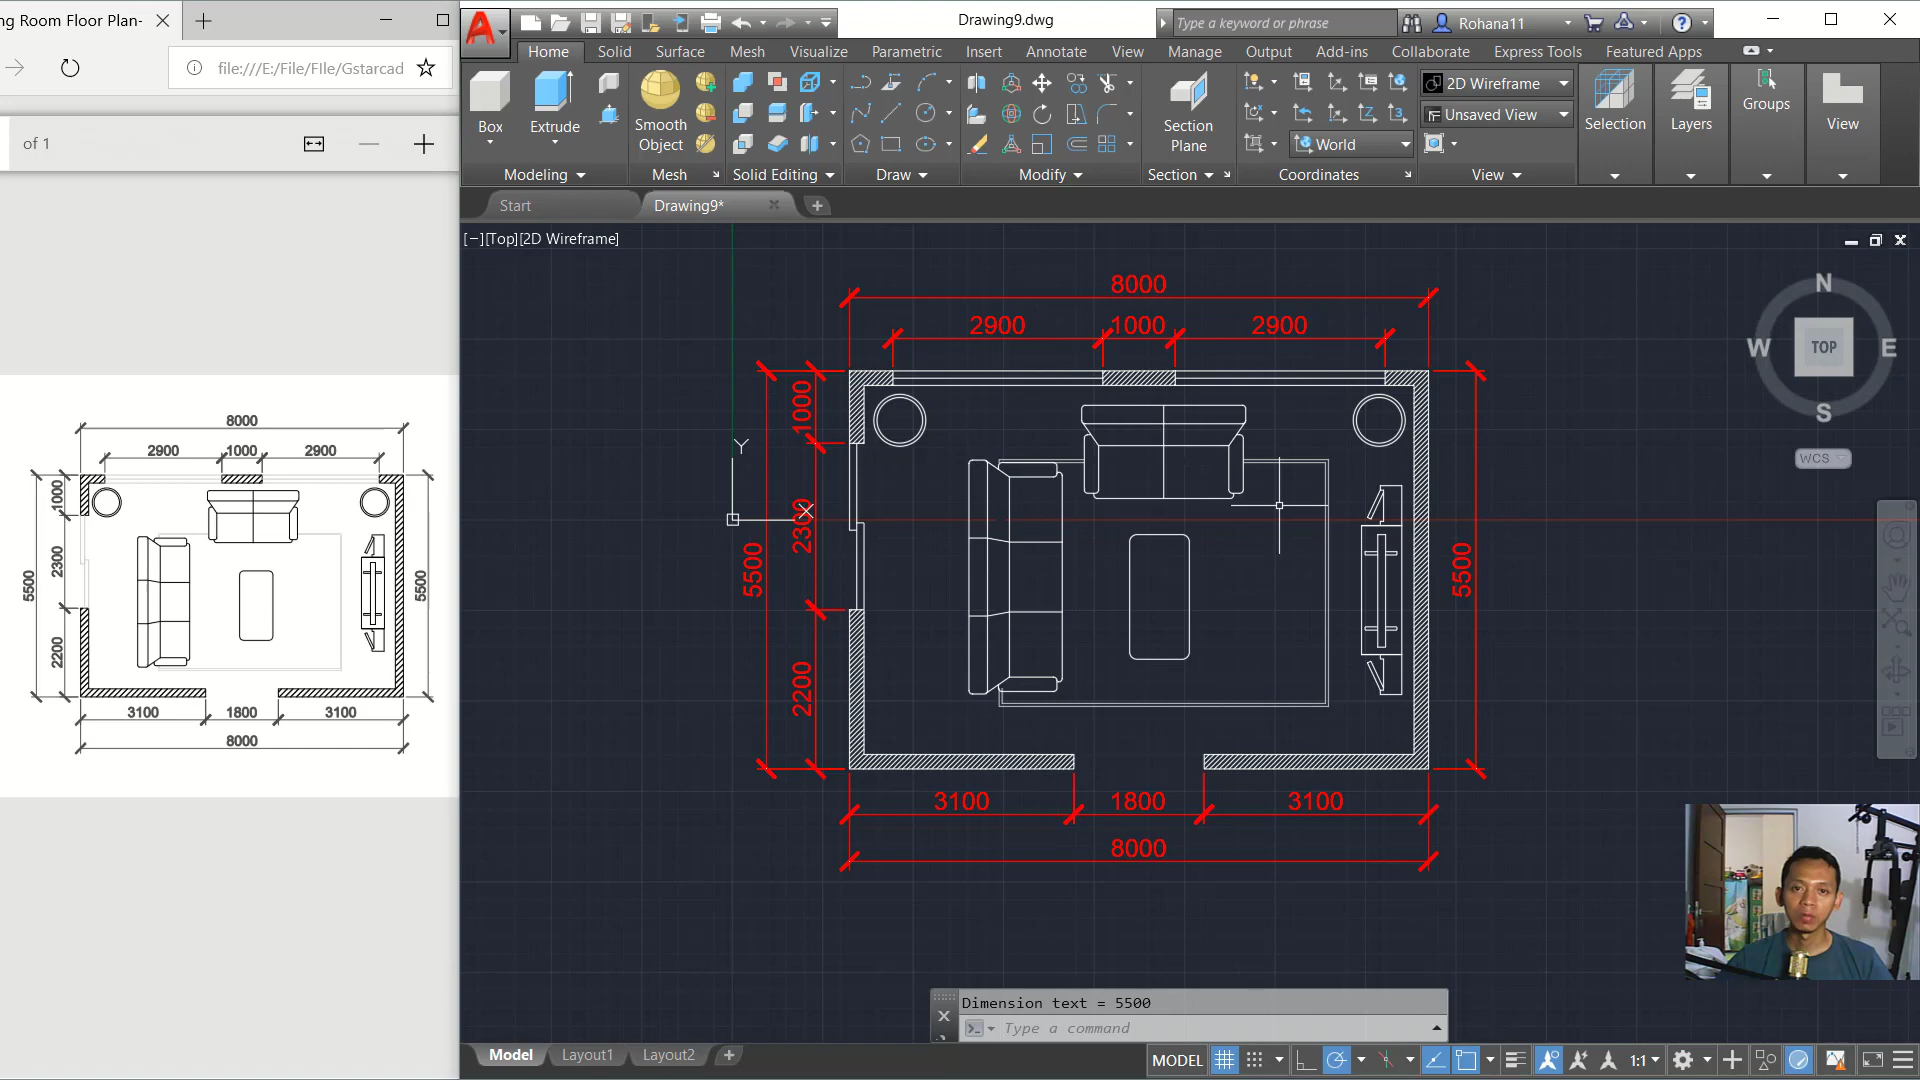 ng Room Floor Plan-
file:///E:/File/FIle/Gstarcad
of 1
8000
2900
1000
2900
1000
2300
5500
2200
5500
3100
1800
3100
8000
Drawing9.dwg
Type a keyword or phrase
Rohana11
Home
Solid
Surface
Mesh
Visualize
Parametric
Insert
Annotate
View
Manage
Output
Add-ins
Collaborate
Express Tools
Featured Apps
Box
Extrude
Smooth
Object
Section
Plane
World
2D Wireframe
Unsaved View
Selection
Layers
Groups
View
Modeling
Mesh
Solid Editing
Draw
Modify
Section
Coordinates
View
Start
Drawing9*
[−][Top][2D Wireframe]
8000
2900
1000
2900
1000
2300
5500
2200
5500
3100
1800
3100
8000
Y
X
N
W
TOP
E
S
WCS
Dimension text = 5500
Type a command
Model
Layout1
Layout2
MODEL
1:1